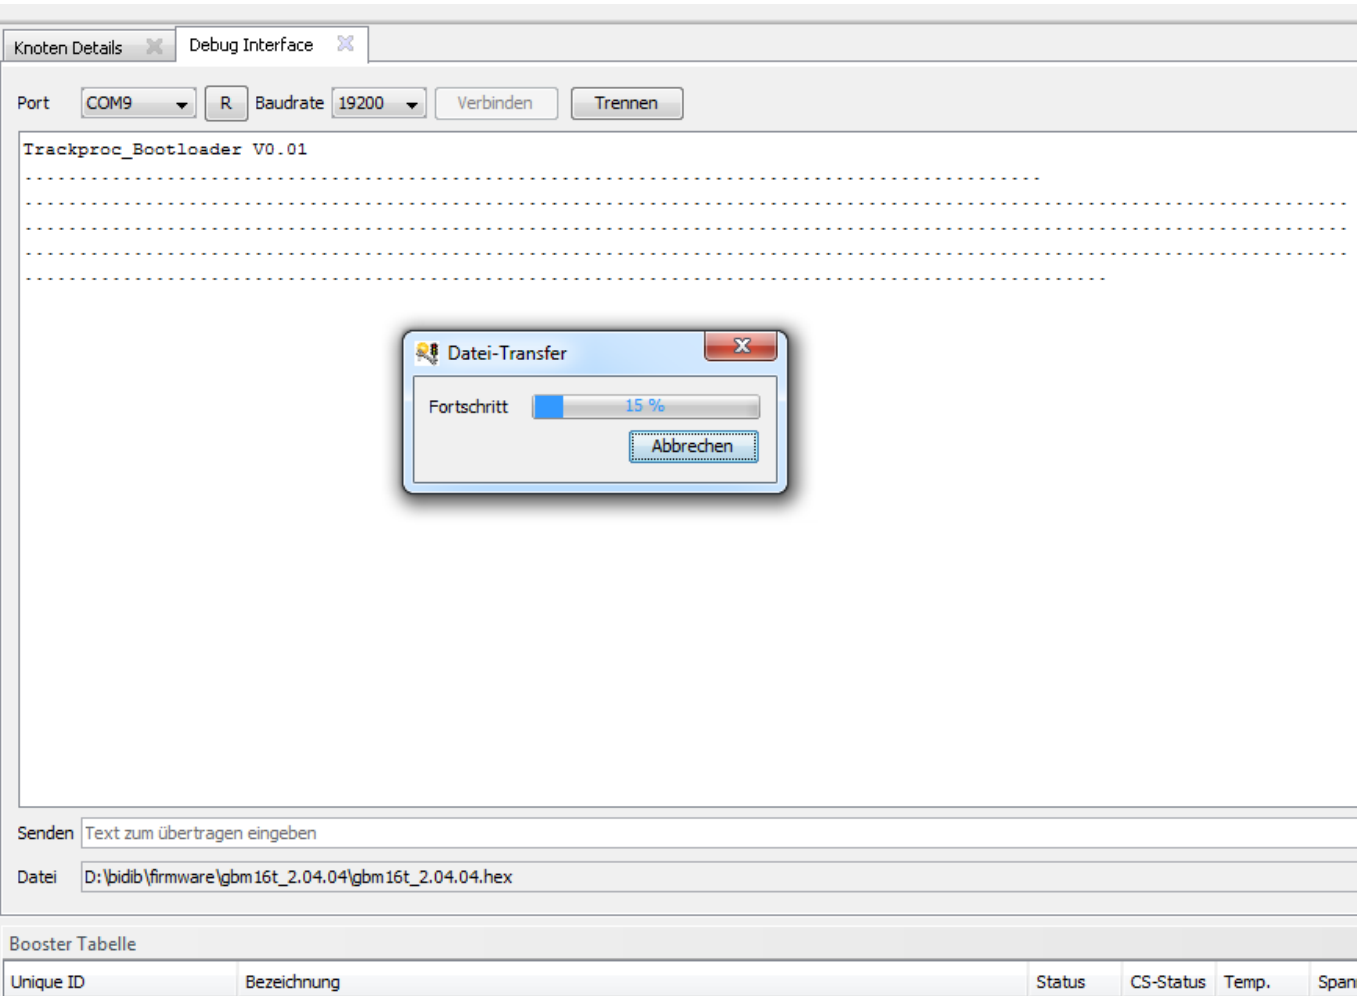 Knoten Details Debug Interface
Port COM9 R Baudrate 19200 Verbinden Trennen
Trackproc_Bootloader V0.01
Datei-Transfer
Fortschritt 15 %
Abbrechen
Senden Text zum übertragen eingeben
Datei D:\bidib\firmware\gbm16t_2.04.04\gbm16t_2.04.04.hex
Booster Tabelle
Unique ID Bezeichnung Status CS-Status Temp.